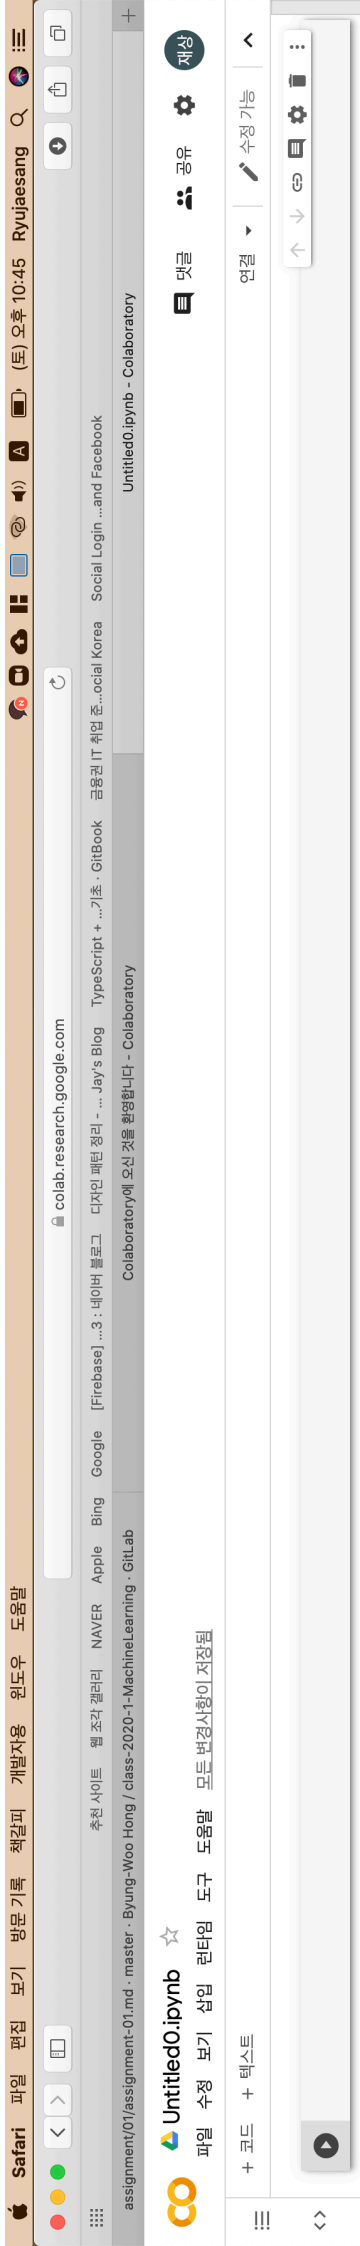 Safari 파일 편집 보기 방문 기록 책갈피 개발자용 윈도우 도움말 N A (토) 오후 10:45 Ryujaesang
colab.research.google.com
추천 사이트 웹 조각 갤러리 NAVER Apple Bing Google [Firebase] ...3 : 네이버 블로그 디자인 패턴 정리 - ... Jay's Blog TypeScript + ...기초 · GitBook 금융권 IT 취업 준...ocial Korea Social Login ...and Facebook
assignment/01/assignment-01.md · master · Byung-Woo Hong / class-2020-1-MachineLearning · GitLab Colaboratory에 오신 것을 환영합니다 - Colaboratory Untitled0.ipynb - Colaboratory +
Untitled0.ipynb
댓글 공유 재상
파일 수정 보기 삽입 런타임 도구 도움말 모든 변경사항이 저장됨
+ 코드 + 텍스트 연결 수정 가능